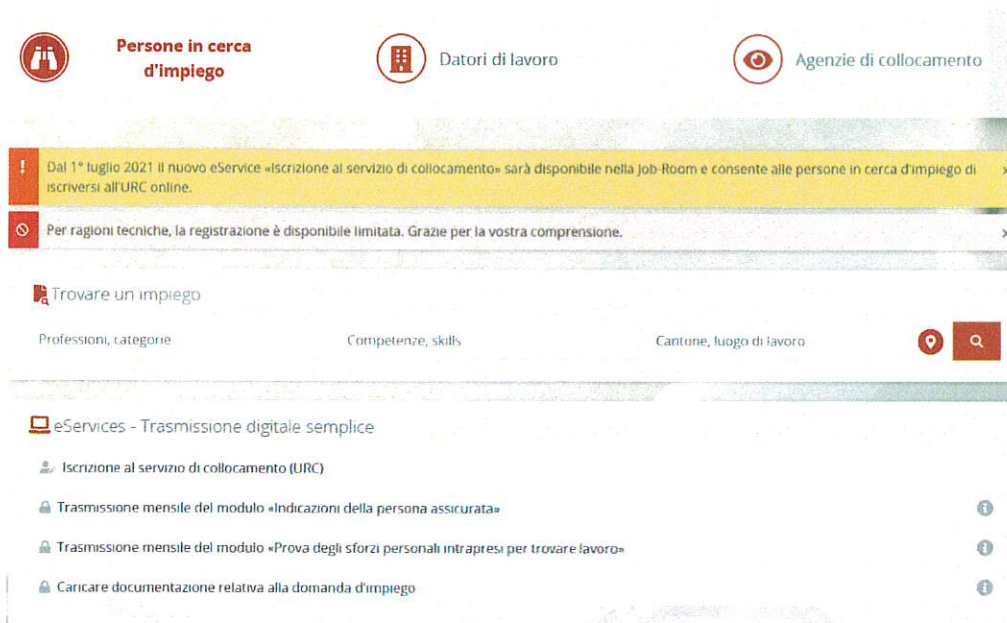 Persone in cerca
d'impiego
Datori di lavoro
Agenzie di collocamento
Dal 1° luglio 2021 il nuovo eService «Iscrizione al servizio di collocamento» sarà disponibile nella Job-Room e consente alle persone in cerca d'impiego di
iscriversi all'URC online.
Per ragioni tecniche, la registrazione è disponibile limitata. Grazie per la vostra comprensione.
Trovare un impiego
Professioni, categorie
Competenze, skills
Cantone, luogo di lavoro
eServices - Trasmissione digitale semplice
Iscrizione al servizio di collocamento (URC)
Trasmissione mensile del modulo «Indicazioni della persona assicurata»
Trasmissione mensile del modulo «Prova degli sforzi personali intrapresi per trovare lavoro»
Caricare documentazione relativa alla domanda d'impiego